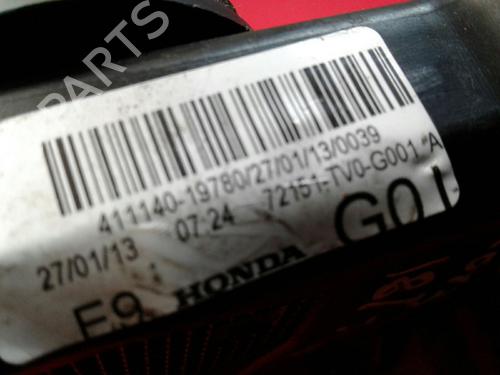 PARTS
411140-19780/27/01/13/0039
27/01/13 07:24 72151-TV0-G001 *A
E9 HONDA G01